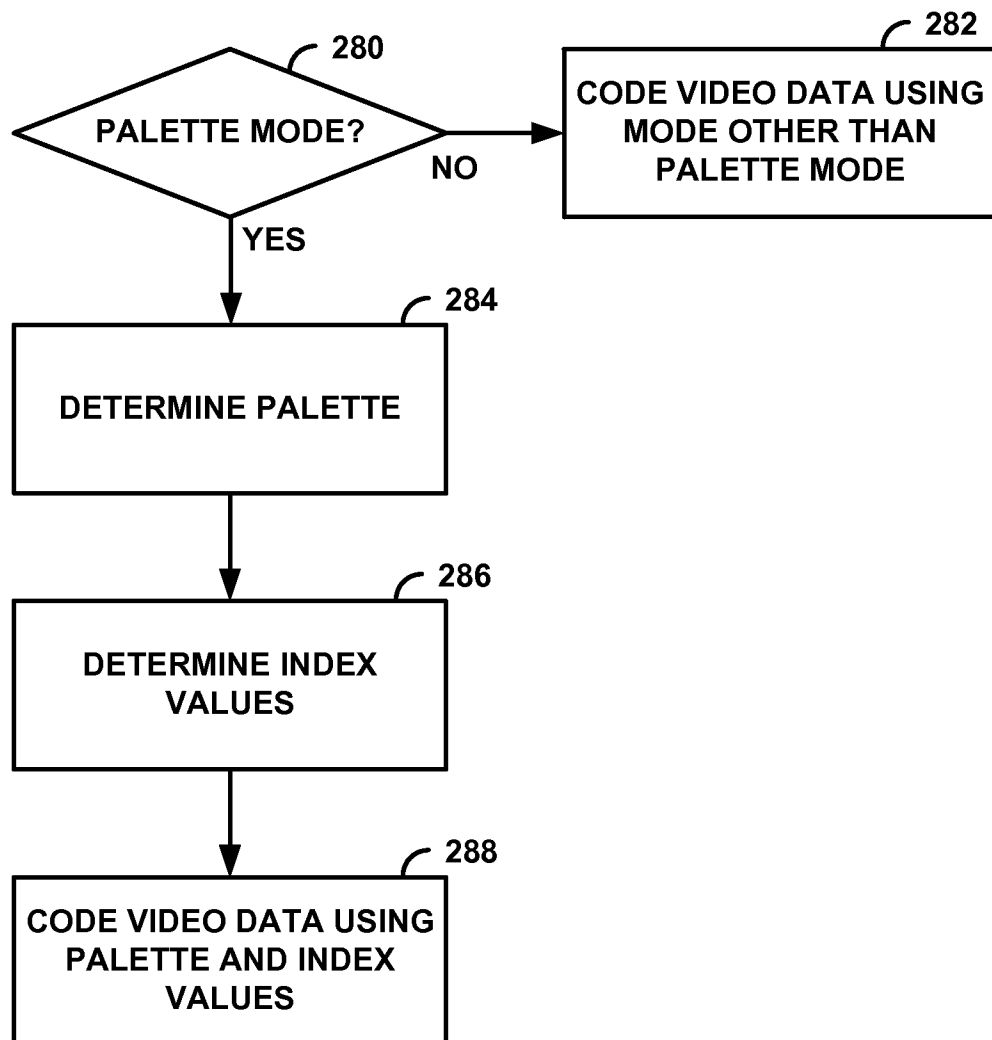 280
PALETTE MODE?
NO
YES
282
CODE VIDEO DATA USING
MODE OTHER THAN
PALETTE MODE
284
DETERMINE PALETTE
286
DETERMINE INDEX
VALUES
288
CODE VIDEO DATA USING
PALETTE AND INDEX
VALUES